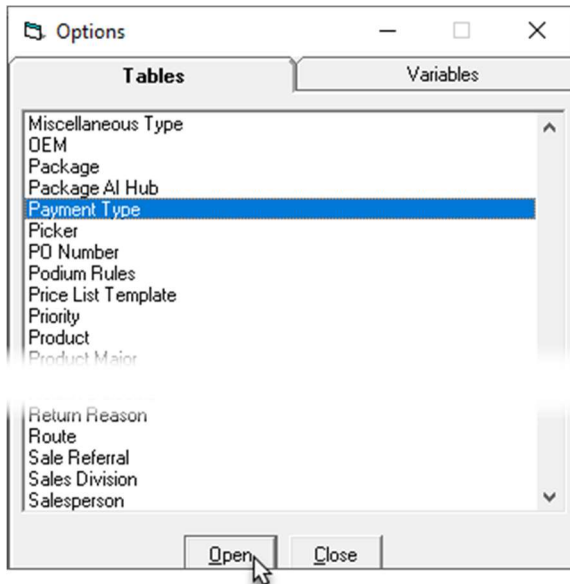 Options
Tables
Variables
Miscellaneous Type
OEM
Package
Package AI Hub
Payment Type
Picker
PO Number
Podium Rules
Price List Template
Priority
Product
Product Major
Return Reason
Route
Sale Referral
Sales Division
Salesperson
Open
Close